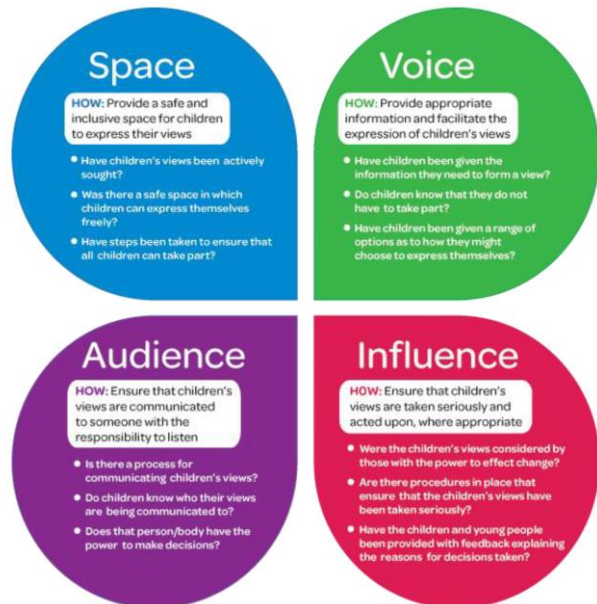 Space
HOW: Provide a safe and
inclusive space for children
to express their views
• Have children's views been actively
sought?
• Was there a safe space in which
children can express themselves
freely?
• Have steps been taken to ensure that
all children can take part?
Voice
HOW: Provide appropriate
information and facilitate the
expression of children's views
• Have children been given the
information they need to form a view?
• Do children know that they do not
have to take part?
• Have children been given a range of
options as to how they might
choose to express themselves?
Audience
HOW: Ensure that children's
views are communicated
to someone with the
responsibility to listen
• Is there a process for
communicating children's views?
• Do children know who their views
are being communicated to?
• Does that person/body have the
power to make decisions?
Influence
HOW: Ensure that children's
views are taken seriously and
acted upon, where appropriate
• Were the children's views considered by
those with the power to effect change?
• Are there procedures in place that
ensure that the children's views have
been taken seriously?
• Have the children and young people
been provided with feedback explaining
the reasons for decisions taken?